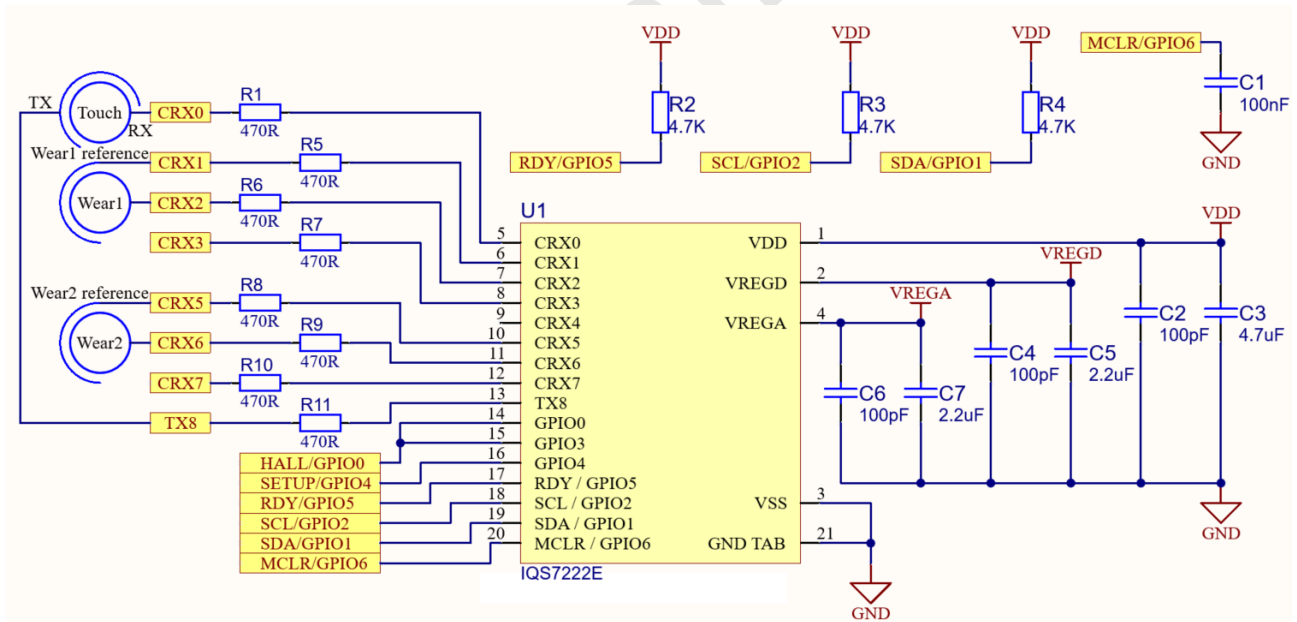 VDD
VDD
VDD
MCLR/GPIO6
R2
4.7K
R3
4.7K
R4
4.7K
C1
100nF
RDY/GPIO5
SCL/GPIO2
SDA/GPIO1
GND
TX
Touch
RX
CRX0
R1
470R
Wear1 reference
CRX1
R5
470R
Wear1
CRX2
R6
470R
CRX3
R7
470R
Wear2 reference
CRX5
R8
470R
Wear2
CRX6
R9
470R
CRX7
R10
470R
TX8
R11
470R
HALL/GPIO0
SETUP/GPIO4
RDY/GPIO5
SCL/GPIO2
SDA/GPIO1
MCLR/GPIO6
U1
5 CRX0
6 CRX1
7 CRX2
8 CRX3
9 CRX4
10 CRX5
11 CRX6
12 CRX7
13 TX8
14 GPIO0
15 GPIO3
16 GPIO4
17 RDY / GPIO5
18 SCL / GPIO2
19 SDA / GPIO1
20 MCLR / GPIO6
VDD 1
VREGD 2
VREGA 4
VSS 3
GND TAB 21
IQS7222E
VDD
VREGD
VREGA
C2
100pF
C3
4.7uF
C4
100pF
C5
2.2uF
C6
100pF
C7
2.2uF
GND
GND